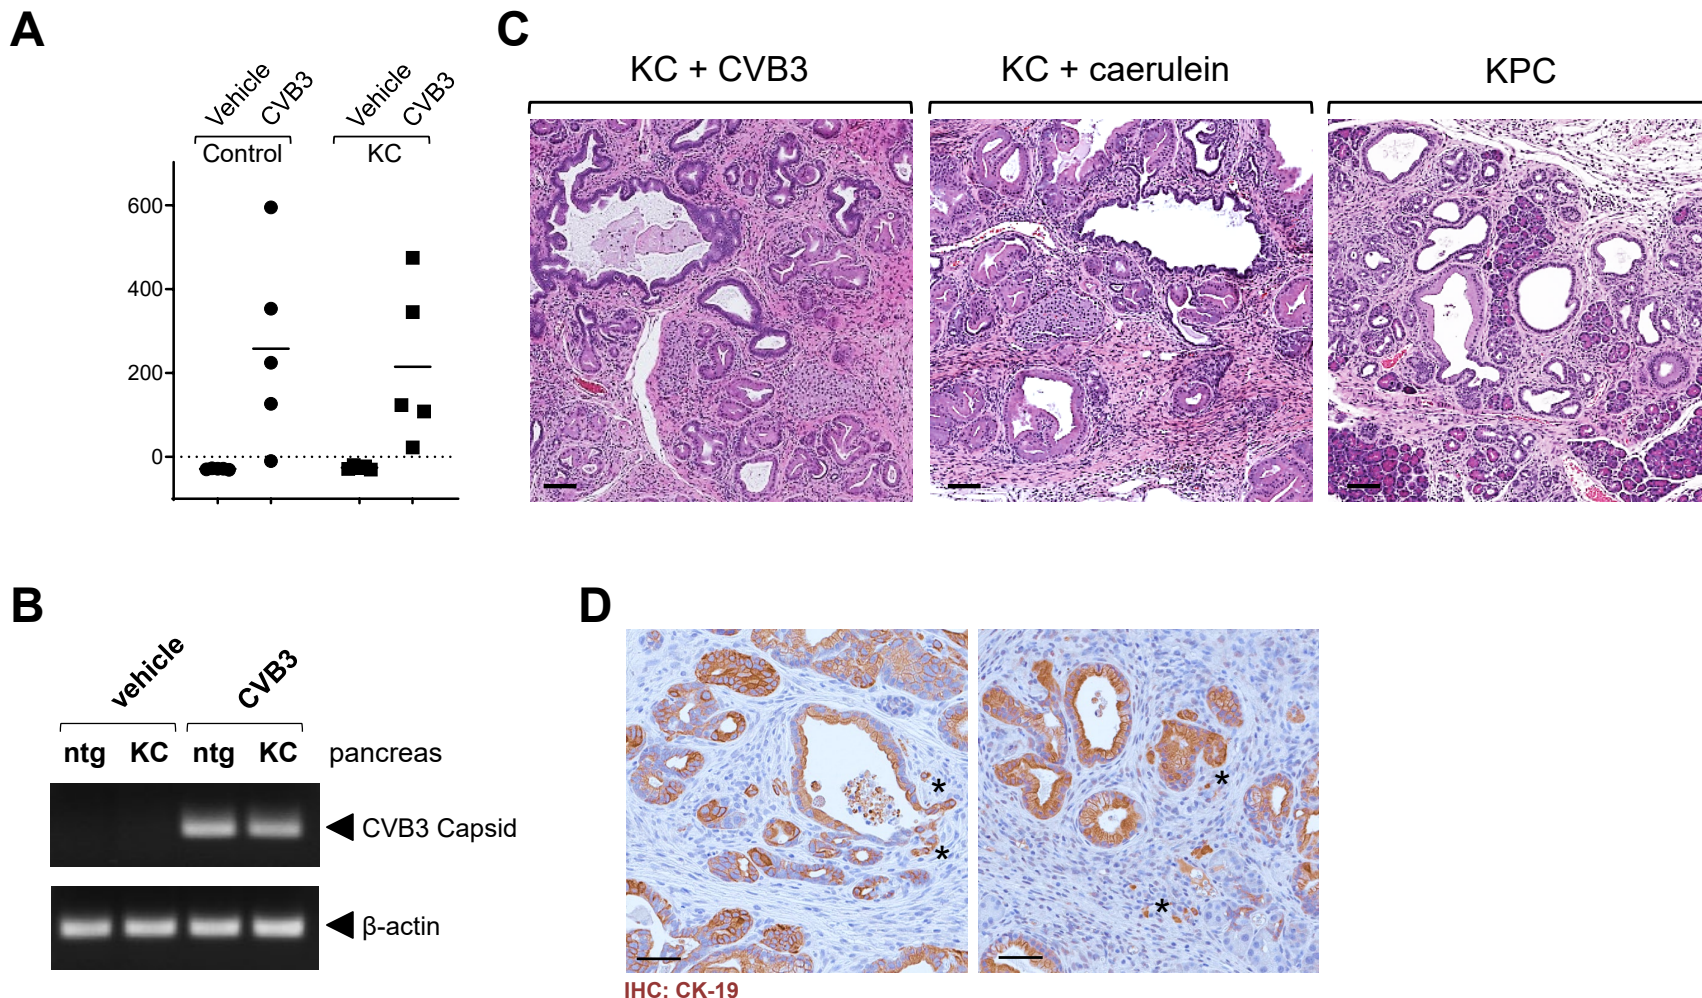 A
Vehicle
CVB3
Vehicle
CVB3
Control
KC
600
400
200
0
C
KC + CVB3
KC + caerulein
KPC
B
vehicle
CVB3
ntg KC ntg KC pancreas
CVB3 Capsid
β-actin
D
*
*
*
*
IHC: CK-19